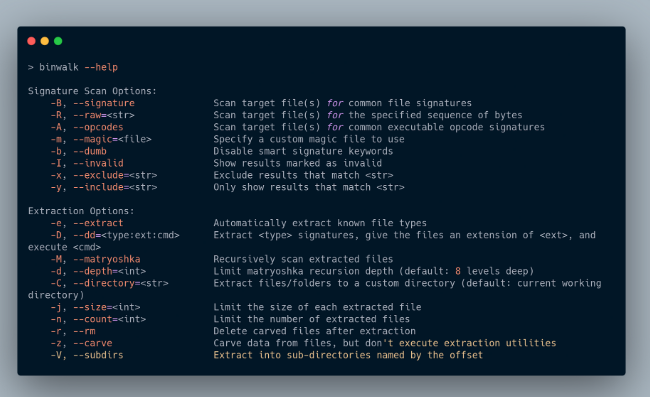 > binwalk --help
Signature Scan Options:
-B, --signature Scan target file(s) for common file signatures
-R, --raw=<str> Scan target file(s) for the specified sequence of bytes
-A, --opcodes Scan target file(s) for common executable opcode signatures
-m, --magic=<file> Specify a custom magic file to use
-b, --dumb Disable smart signature keywords
-I, --invalid Show results marked as invalid
-x, --exclude=<str> Exclude results that match <str>
-y, --include=<str> Only show results that match <str>
Extraction Options:
-e, --extract Automatically extract known file types
-D, --dd=<type:ext:cmd> Extract <type> signatures, give the files an extension of <ext>, and
execute <cmd>
-M, --matryoshka Recursively scan extracted files
-d, --depth=<int> Limit matryoshka recursion depth (default: 8 levels deep)
-C, --directory=<str> Extract files/folders to a custom directory (default: current working
directory)
-j, --size=<int> Limit the size of each extracted file
-n, --count=<int> Limit the number of extracted files
-r, --rm Delete carved files after extraction
-z, --carve Carve data from files, but don't execute extraction utilities
-V, --subdirs Extract into sub-directories named by the offset